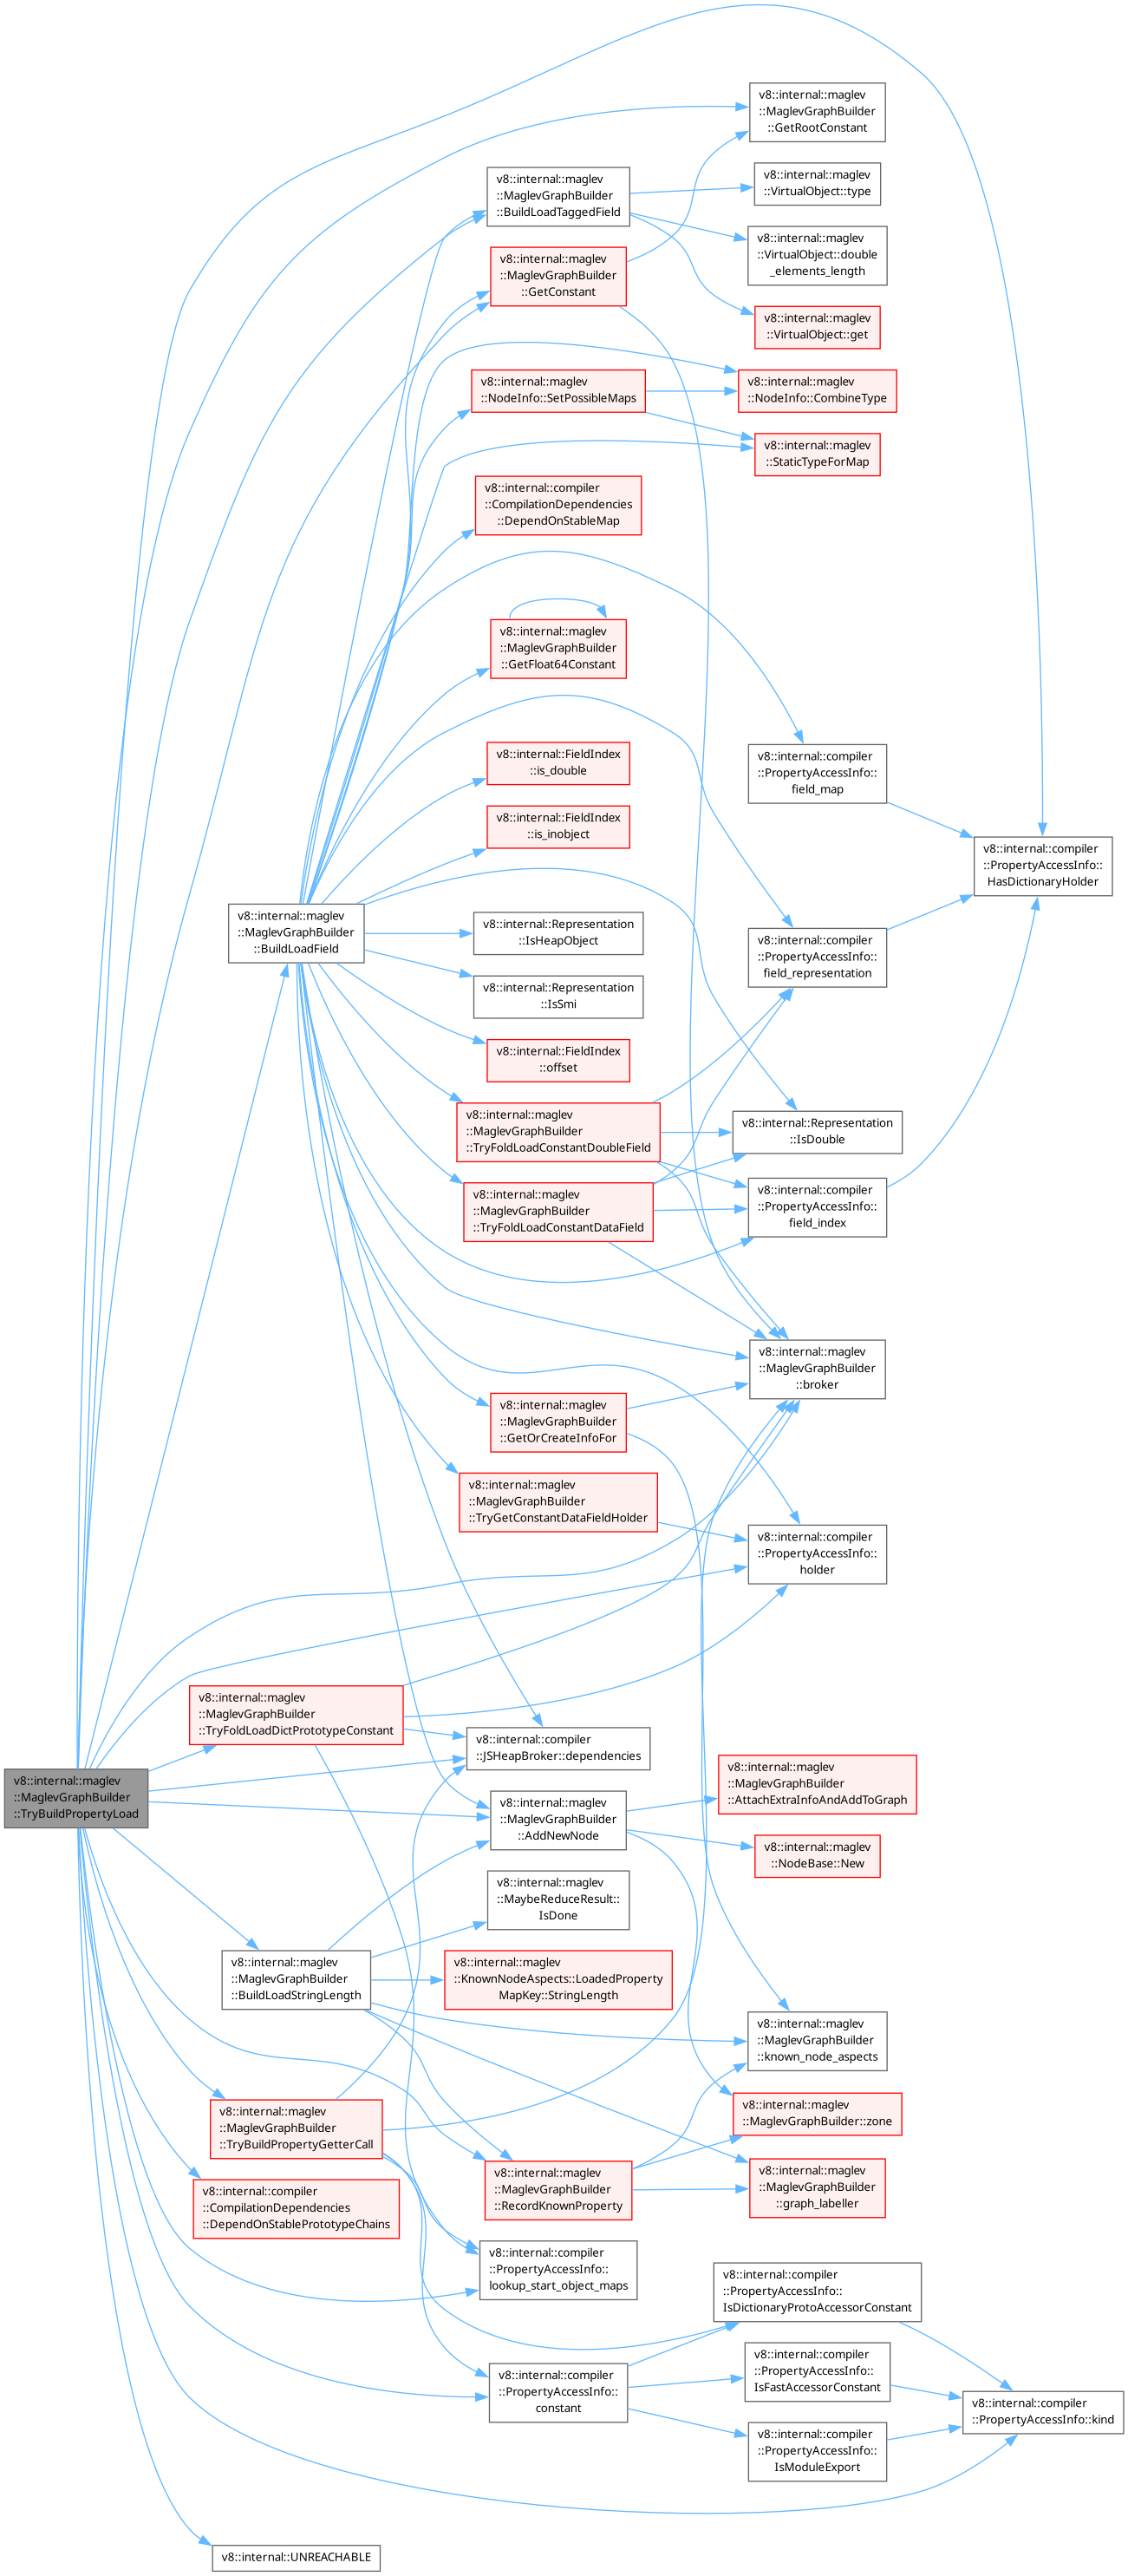 v8::internal::maglev
::MaglevGraphBuilder
::GetRootConstant
v8::internal::maglev
::MaglevGraphBuilder
::BuildLoadTaggedField
v8::internal::maglev
::VirtualObject::type
v8::internal::maglev
::VirtualObject::double
_elements_length
v8::internal::maglev
::MaglevGraphBuilder
::GetConstant
v8::internal::maglev
::VirtualObject::get
v8::internal::maglev
::NodeInfo::SetPossibleMaps
v8::internal::maglev
::NodeInfo::CombineType
v8::internal::maglev
::StaticTypeForMap
v8::internal::compiler
::CompilationDependencies
::DependOnStableMap
v8::internal::maglev
::MaglevGraphBuilder
::GetFloat64Constant
v8::internal::FieldIndex
::is_double
v8::internal::compiler
::PropertyAccessInfo::
field_map
v8::internal::FieldIndex
::is_inobject
v8::internal::compiler
::PropertyAccessInfo::
HasDictionaryHolder
v8::internal::maglev
::MaglevGraphBuilder
::BuildLoadField
v8::internal::Representation
::IsHeapObject
v8::internal::compiler
::PropertyAccessInfo::
field_representation
v8::internal::Representation
::IsSmi
v8::internal::FieldIndex
::offset
v8::internal::maglev
::MaglevGraphBuilder
::TryFoldLoadConstantDoubleField
v8::internal::Representation
::IsDouble
v8::internal::maglev
::MaglevGraphBuilder
::TryFoldLoadConstantDataField
v8::internal::compiler
::PropertyAccessInfo::
field_index
v8::internal::maglev
::MaglevGraphBuilder
::broker
v8::internal::maglev
::MaglevGraphBuilder
::GetOrCreateInfoFor
v8::internal::maglev
::MaglevGraphBuilder
::TryGetConstantDataFieldHolder
v8::internal::compiler
::PropertyAccessInfo::
holder
v8::internal::maglev
::MaglevGraphBuilder
::TryFoldLoadDictPrototypeConstant
v8::internal::compiler
::JSHeapBroker::dependencies
v8::internal::maglev
::MaglevGraphBuilder
::TryBuildPropertyLoad
v8::internal::maglev
::MaglevGraphBuilder
::AttachExtraInfoAndAddToGraph
v8::internal::maglev
::MaglevGraphBuilder
::AddNewNode
v8::internal::maglev
::NodeBase::New
v8::internal::maglev
::MaybeReduceResult::
IsDone
v8::internal::maglev
::MaglevGraphBuilder
::BuildLoadStringLength
v8::internal::maglev
::KnownNodeAspects::LoadedProperty
MapKey::StringLength
v8::internal::maglev
::MaglevGraphBuilder
::known_node_aspects
v8::internal::maglev
::MaglevGraphBuilder
::TryBuildPropertyGetterCall
v8::internal::maglev
::MaglevGraphBuilder::zone
v8::internal::compiler
::CompilationDependencies
::DependOnStablePrototypeChains
v8::internal::maglev
::MaglevGraphBuilder
::RecordKnownProperty
v8::internal::maglev
::MaglevGraphBuilder
::graph_labeller
v8::internal::compiler
::PropertyAccessInfo::
lookup_start_object_maps
v8::internal::compiler
::PropertyAccessInfo::
IsDictionaryProtoAccessorConstant
v8::internal::compiler
::PropertyAccessInfo::
constant
v8::internal::compiler
::PropertyAccessInfo::
IsFastAccessorConstant
v8::internal::compiler
::PropertyAccessInfo::kind
v8::internal::compiler
::PropertyAccessInfo::
IsModuleExport
v8::internal::UNREACHABLE